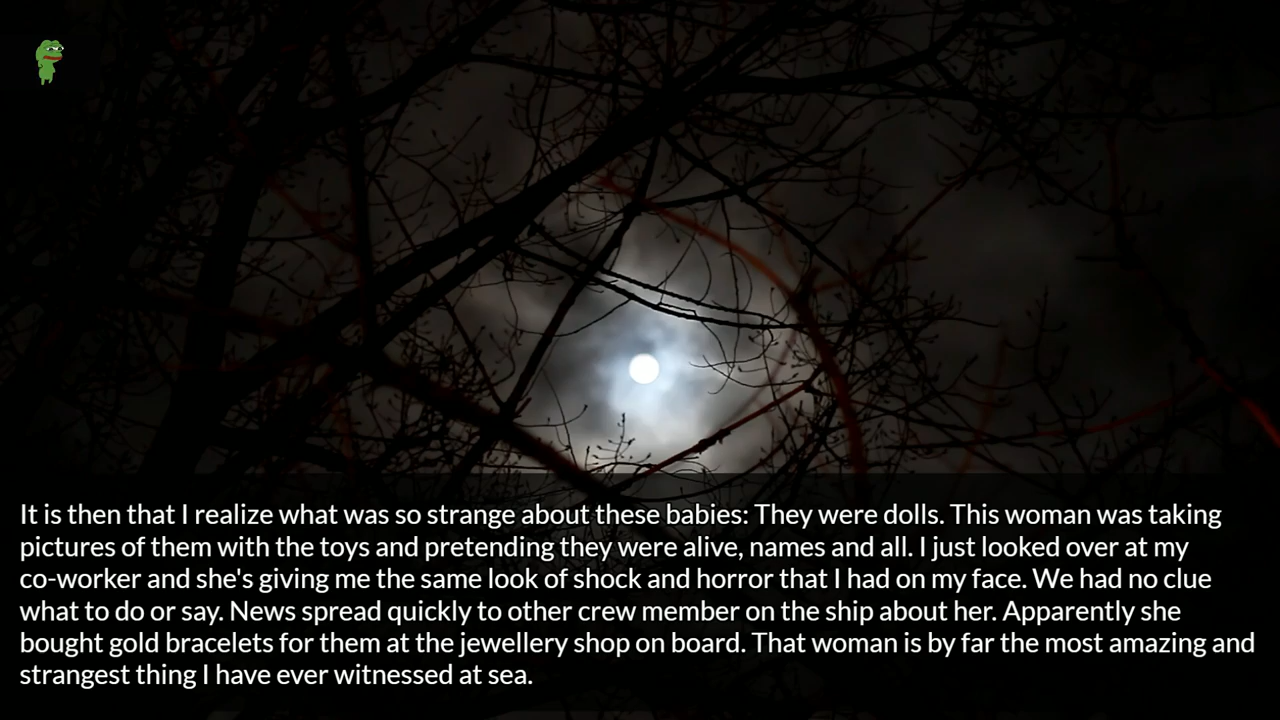 It is then that I realize what was so strange about these babies: They were dolls. This woman was taking
pictures of them with the toys and pretending they were alive, names and all. I just looked over at my
co-worker and she's giving me the same look of shock and horror that I had on my face. We had no clue
what to do or say. News spread quickly to other crew member on the ship about her. Apparently she
bought gold bracelets for them at the jewellery shop on board. That woman is by far the most amazing and
strangest thing I have ever witnessed at sea.